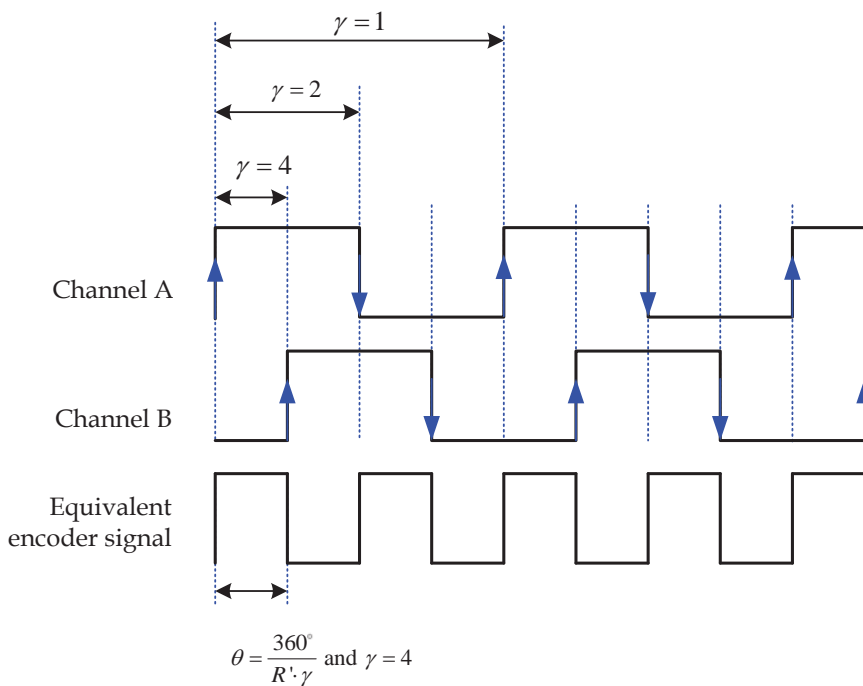 γ = 1
γ = 2
γ = 4
Channel A
Channel B
Equivalent
encoder signal
θ = 360° / R'·γ and γ = 4